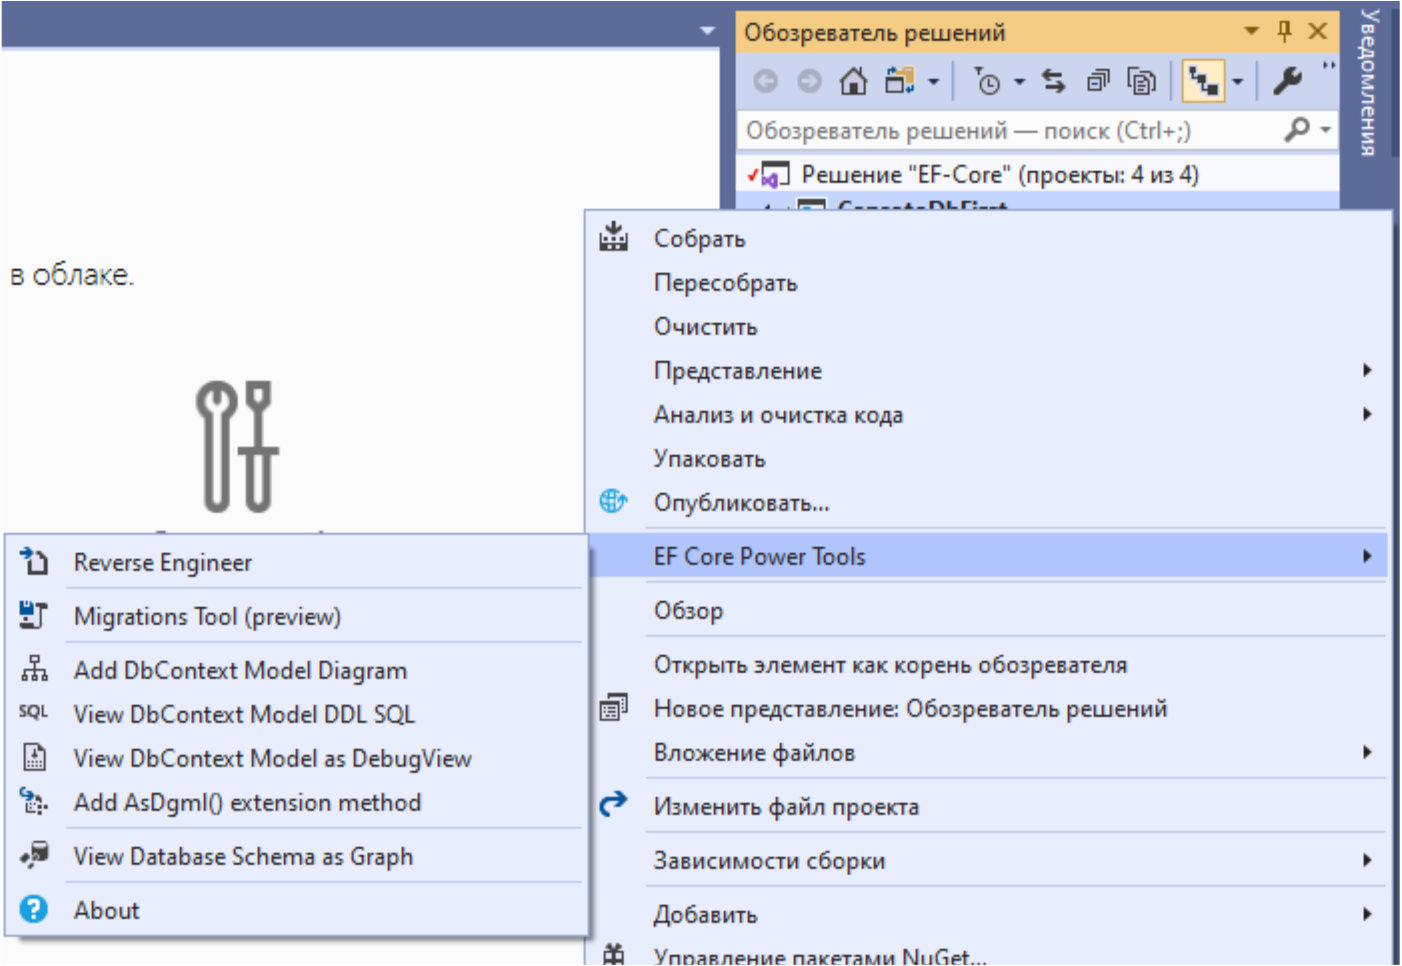 Обозреватель решений
Уведомления
Обозреватель решений — поиск (Ctrl+;)
Решение "EF-Core" (проекты: 4 из 4)
ConsoleDbFirst
в облаке.
Собрать
Пересобрать
Очистить
Представление
Анализ и очистка кода
Упаковать
Опубликовать...
EF Core Power Tools
Обзор
Открыть элемент как корень обозревателя
Новое представление: Обозреватель решений
Вложение файлов
Изменить файл проекта
Зависимости сборки
Добавить
Управление пакетами NuGet...
Reverse Engineer
Migrations Tool (preview)
Add DbContext Model Diagram
SQL View DbContext Model DDL SQL
View DbContext Model as DebugView
Add AsDgml() extension method
View Database Schema as Graph
About